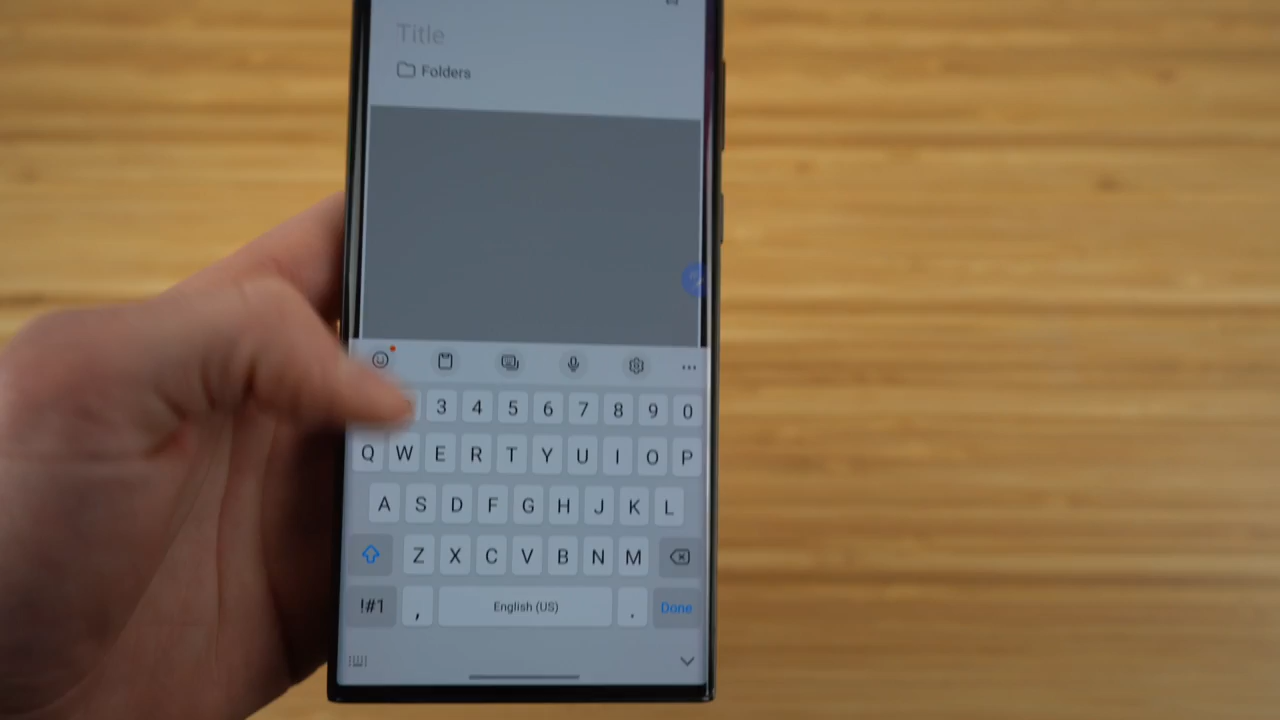 Title
Folders
3 4 5 6 7 8 9 0
Q W E R T Y U I O P
A S D F G H J K L
Z X C V B N M
!#1 , English (US) . Done